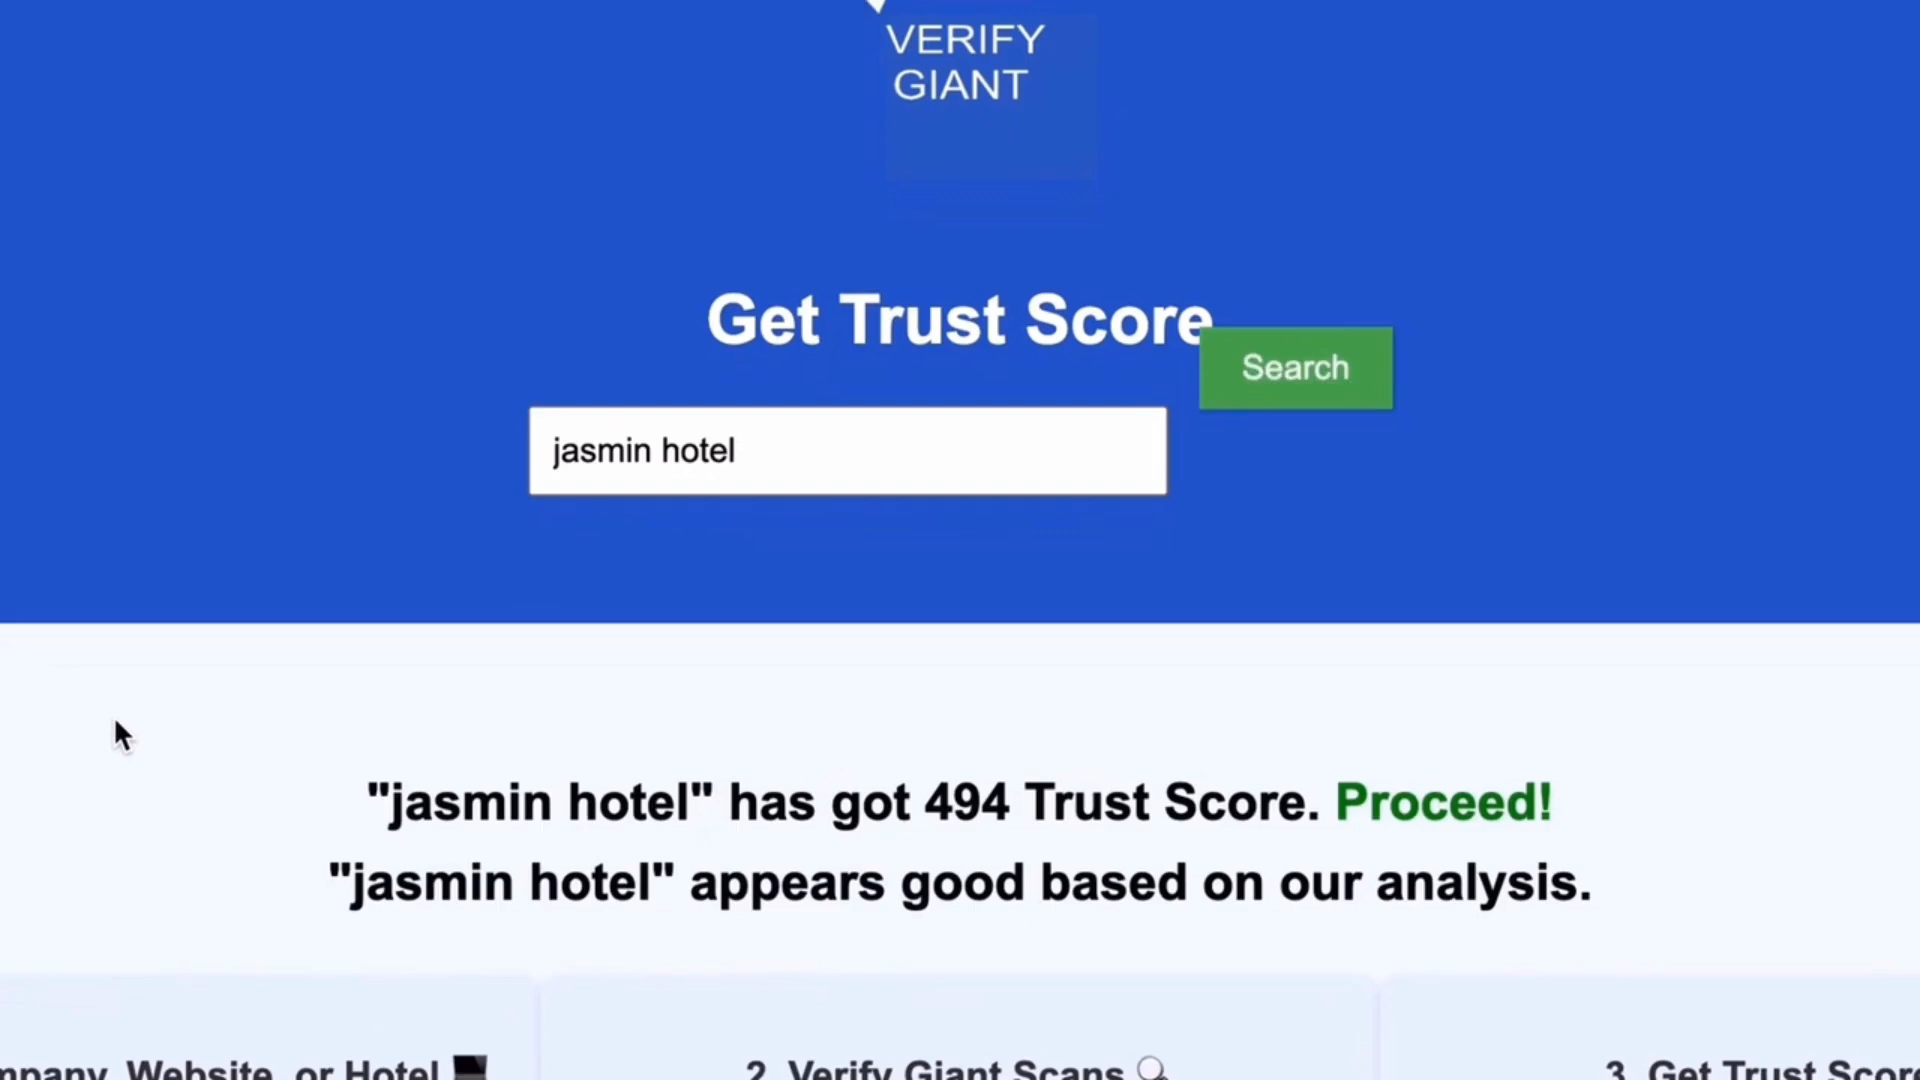 VERIFY
GIANT
Get Trust Score
Search
jasmin hotel
"jasmin hotel" has got 494 Trust Score. Proceed!
"jasmin hotel" appears good based on our analysis.
Website, or Hotel
2. Verify Giant Scans
3. Get Trust Score